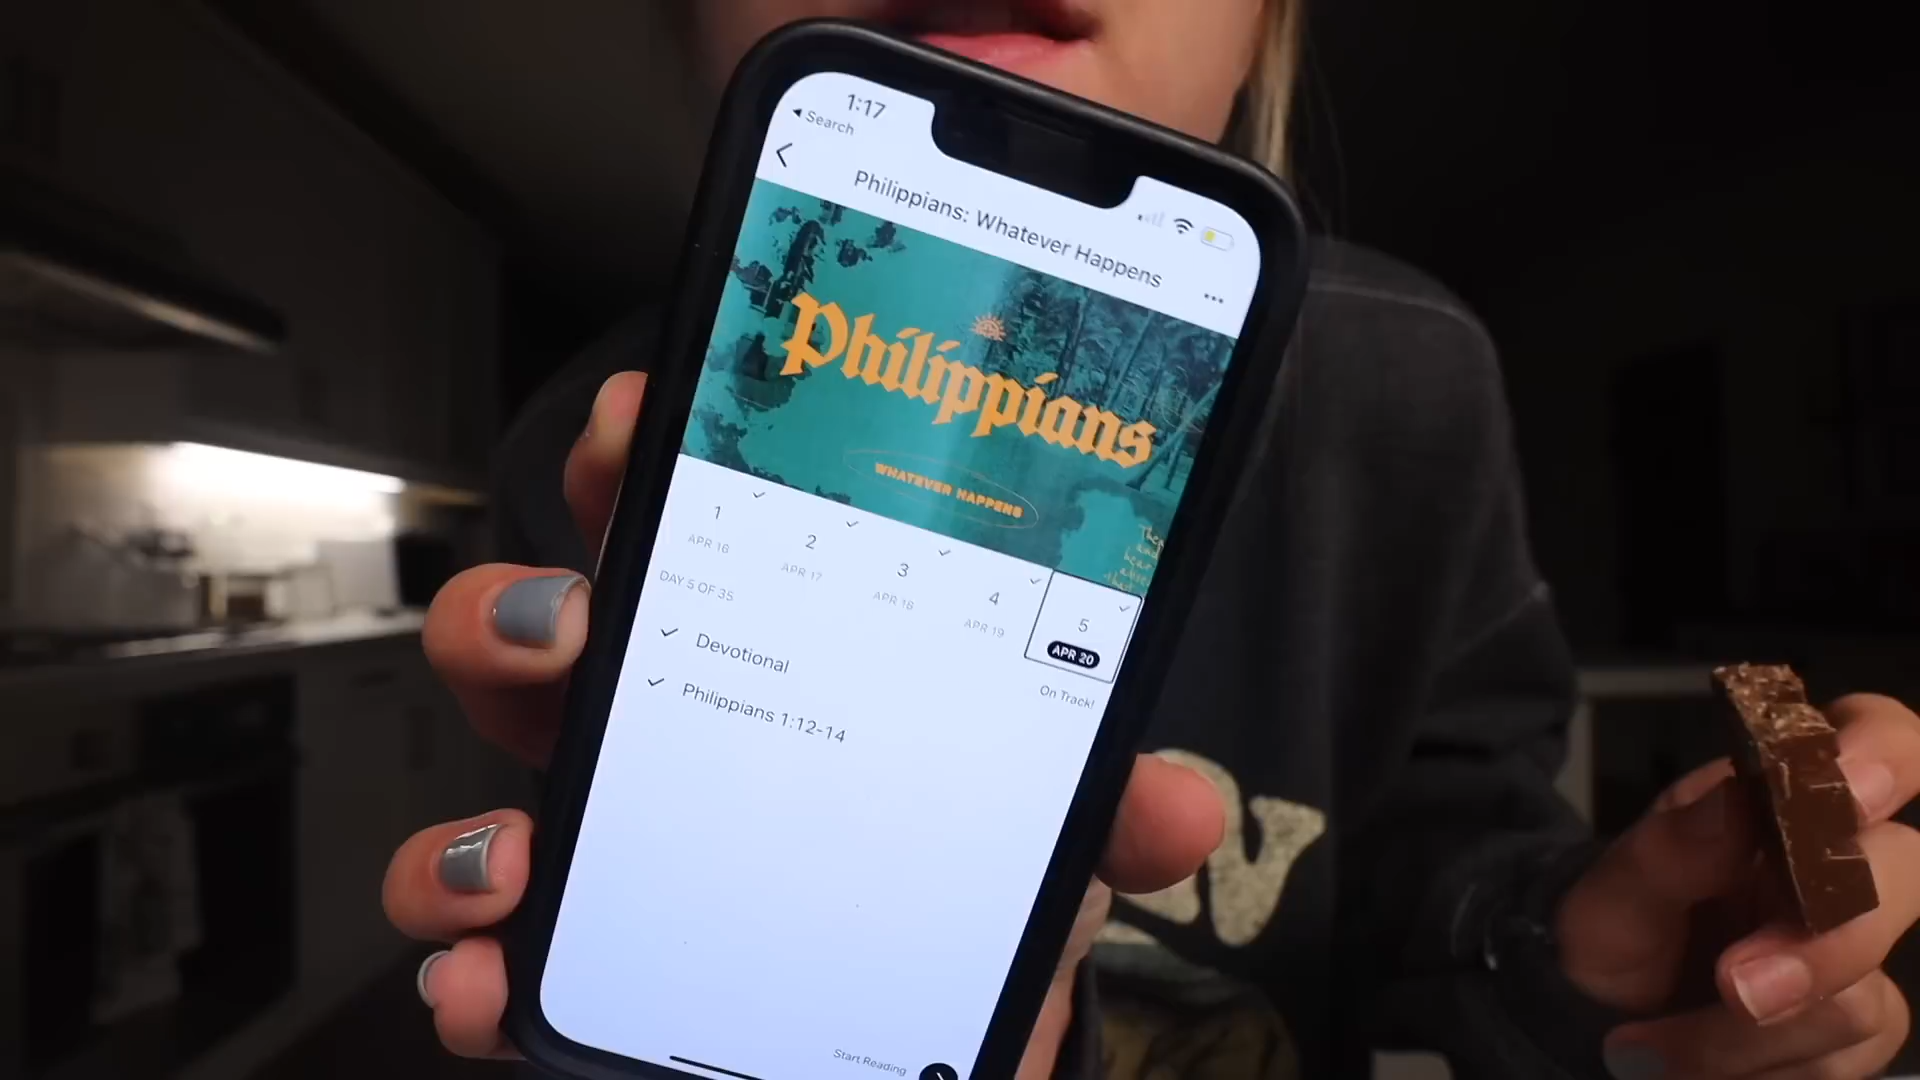 1:17
Search
Philippians: Whatever Happens
Philippians
WHATEVER HAPPENS
1
APR 16
2
APR 17
3
APR 18
4
APR 19
5
APR 20
DAY 5 OF 35
On Track!
Devotional
Philippians 1:12-14
Start Reading